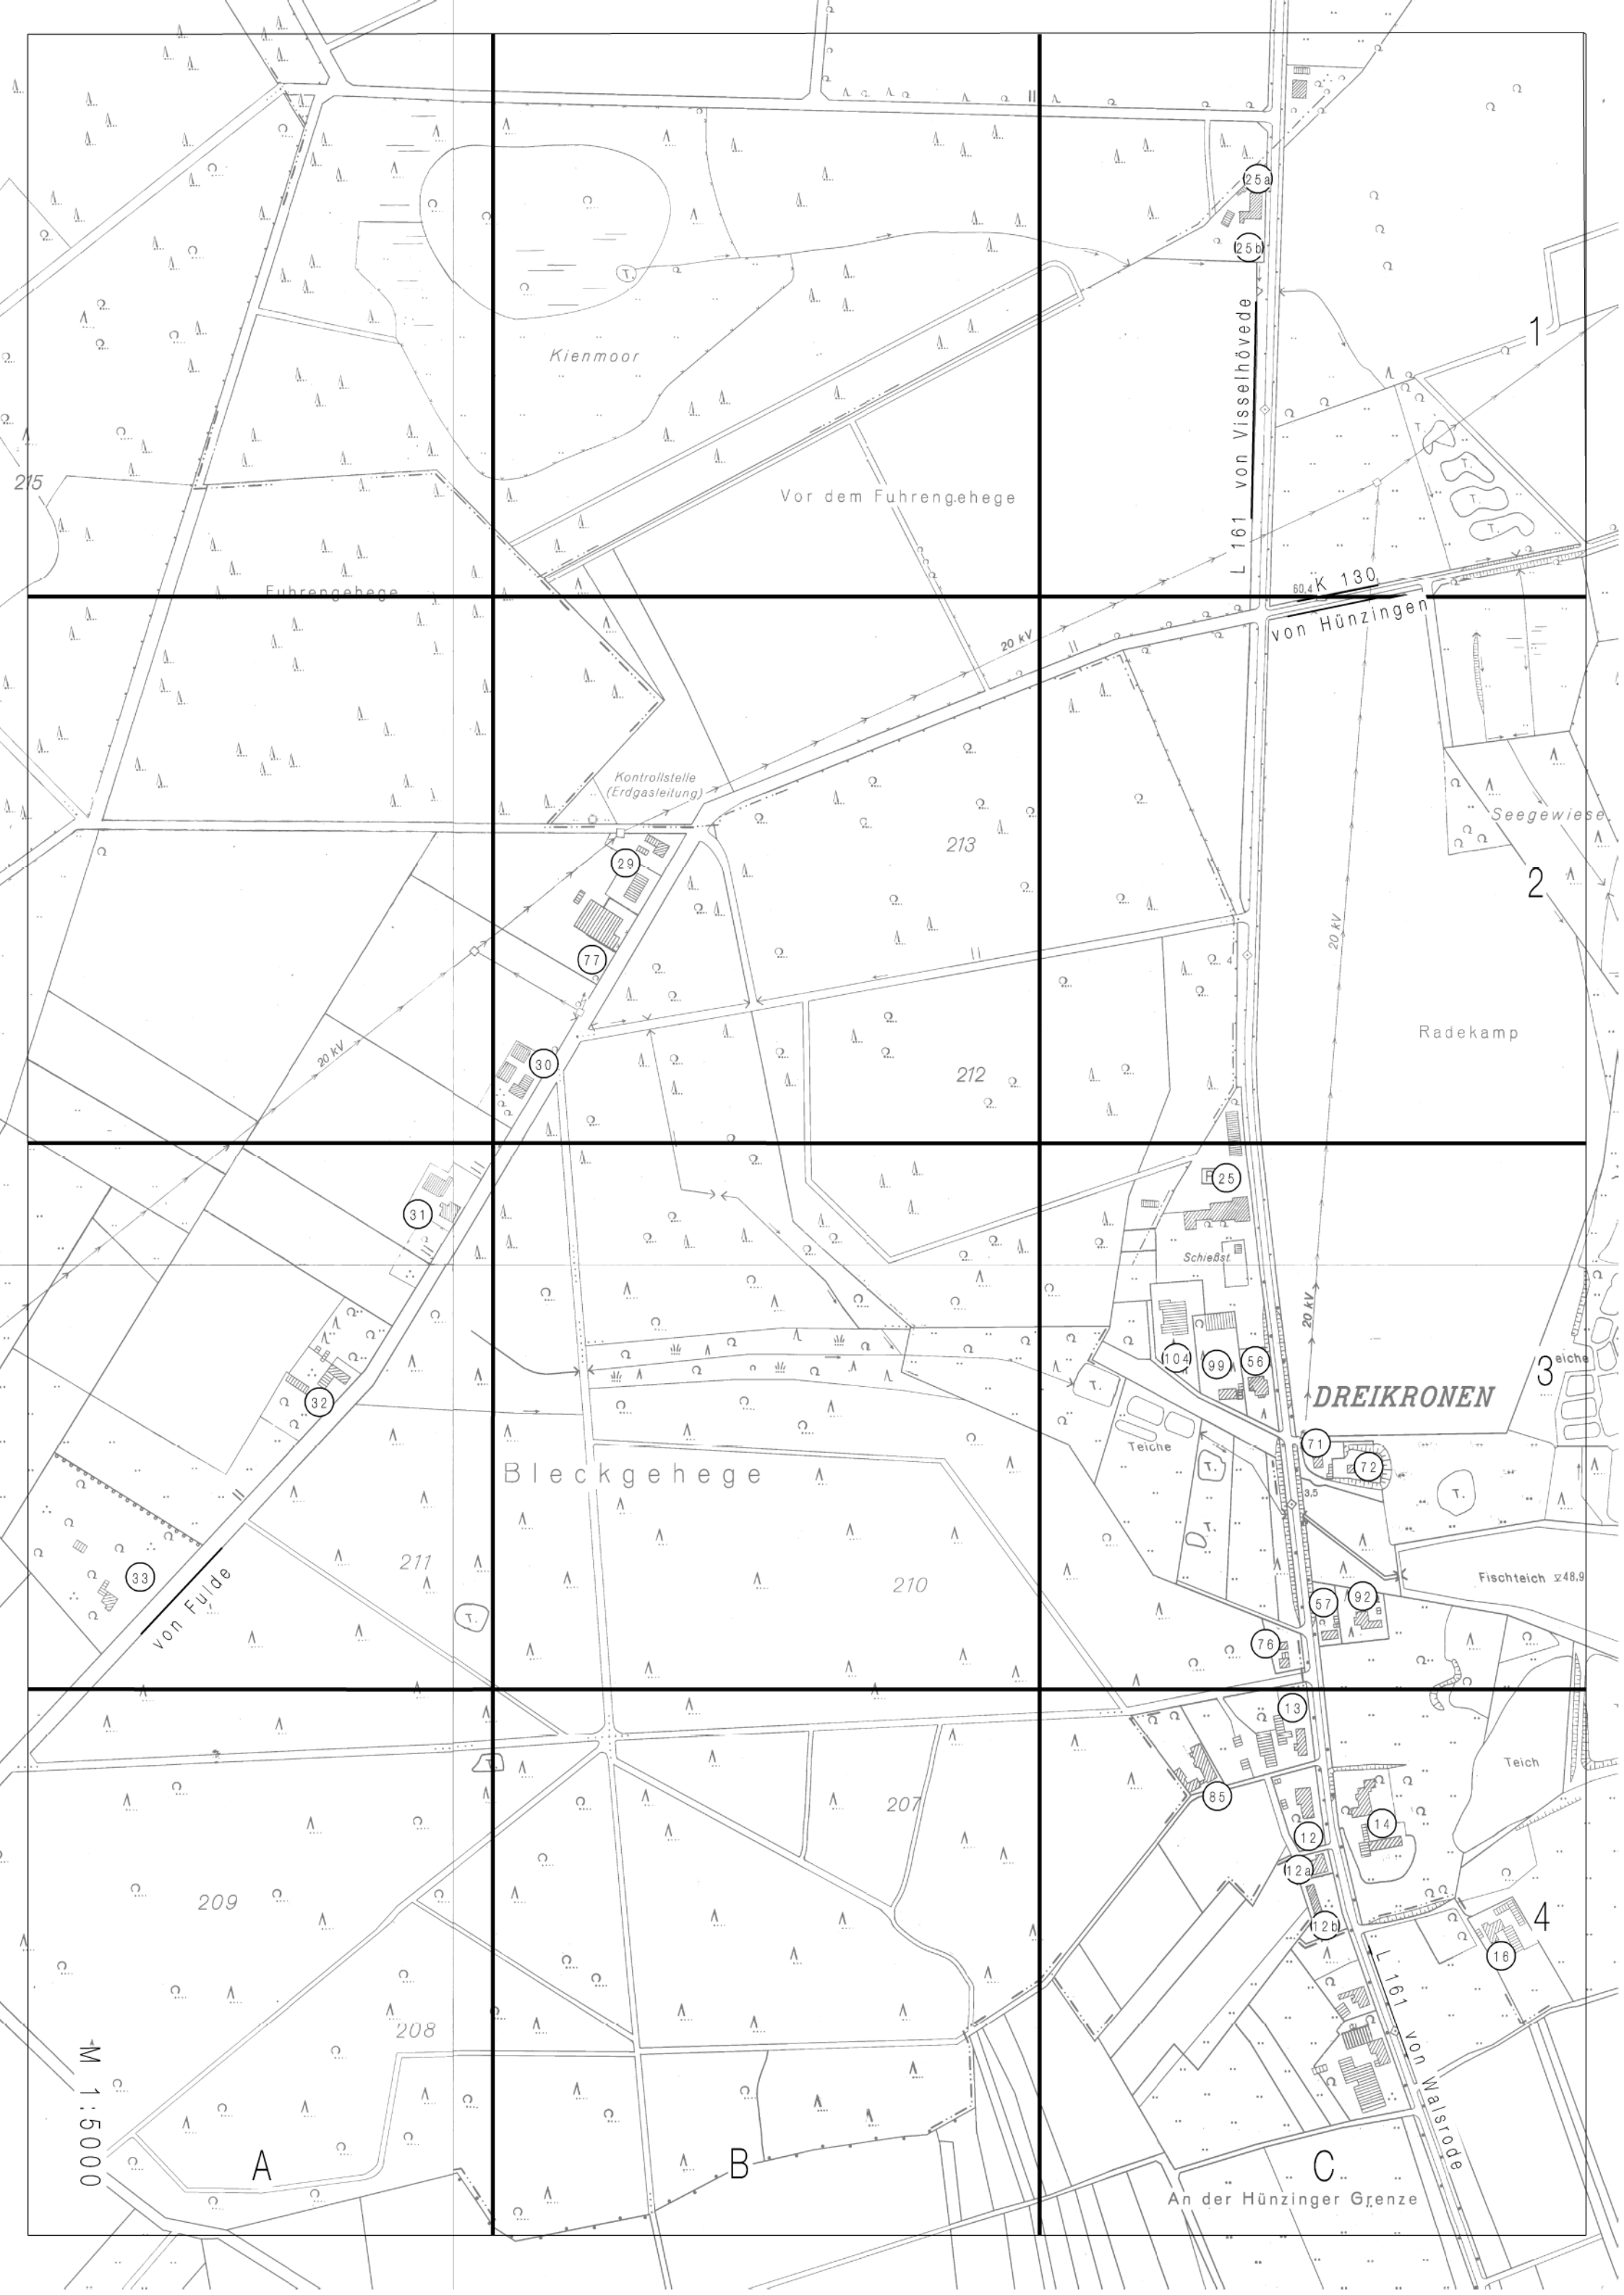 25a
25b
T.
Kienmoor
1
L 161 von Visselhövede
215
Vor dem Fuhrengehege
T.
T.
T.
T.
60,4
K 130
von Hünzingen
Fuhrengehege
20 kV
Kontrollstelle
(Erdgasleitung)
Seegewiese
213
29
2
77
20 kV
4
Radekamp
20 kV
30
212
25
31
Schießst.
20 kV
104
99
56
3
eiche
T.
DREIKRONEN
32
Teiche
71
72
T.
T.
Bleckgehege
3,5
T.
211
210
33
Fischteich 48,9
57
92
von Fulde
T.
76
13
Teich
T.
85
207
14
12
12a
209
4
12b
16
L 161 von Walsrode
208
M 1:5000
A
B
C
An der Hünzinger Grenze